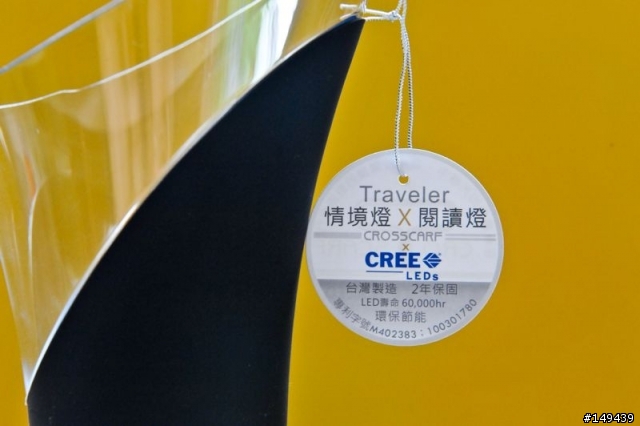 Traveler
情境燈 X 閱讀燈
CROSSCARF
x
CREE
LEDs
台灣製造 2年保固
LED壽命 60,000hr
環保節能
專利字號M402383；100301780
#149439